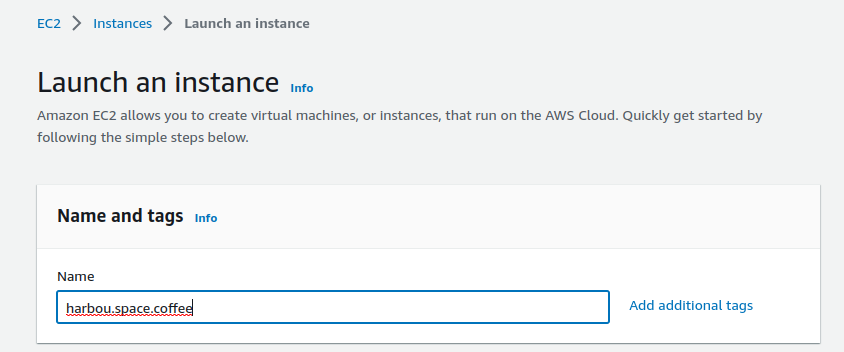 EC2 > Instances > Launch an instance
Launch an instance Info
Amazon EC2 allows you to create virtual machines, or instances, that run on the AWS Cloud. Quickly get started by
following the simple steps below.
Name and tags Info
Name
harbou.space.coffee Add additional tags